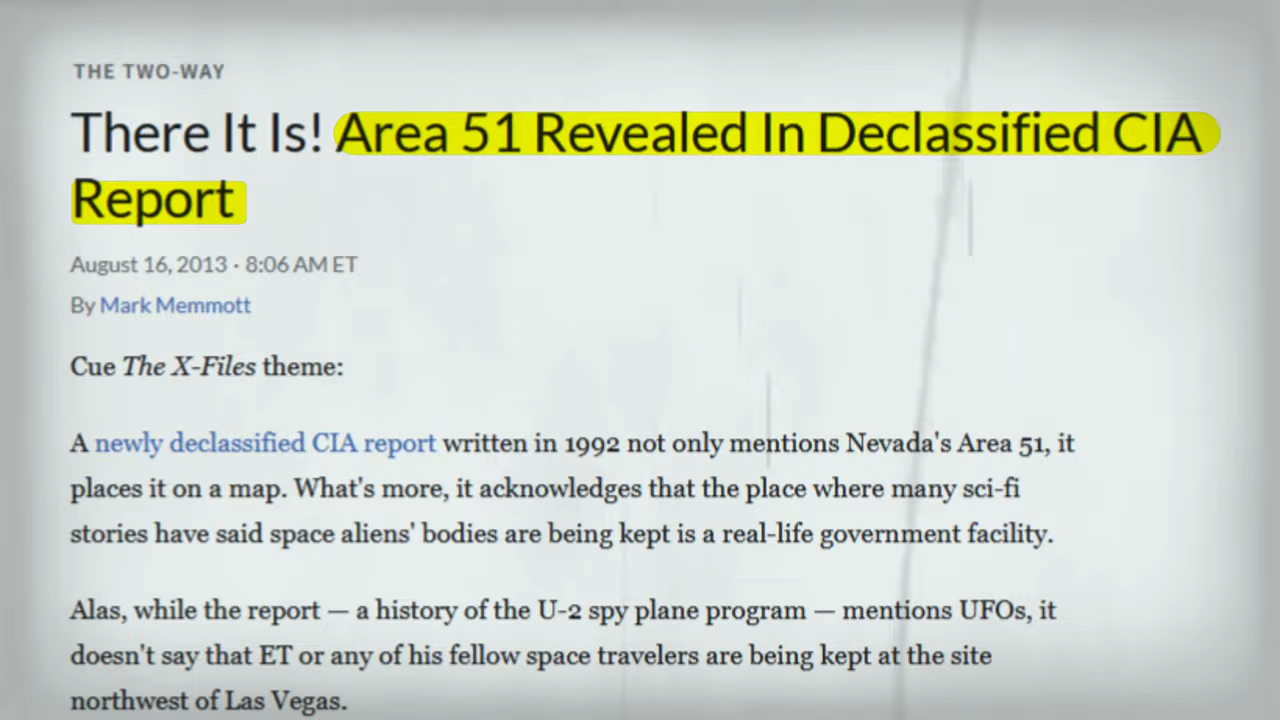 THE TWO-WAY
There It Is! Area 51 Revealed In Declassified CIA
Report
August 16, 2013 · 8:06 AM ET
By Mark Memmott
Cue The X-Files theme:
A newly declassified CIA report written in 1992 not only mentions Nevada's Area 51, it
places it on a map. What's more, it acknowledges that the place where many sci-fi
stories have said space aliens' bodies are being kept is a real-life government facility.
Alas, while the report — a history of the U-2 spy plane program — mentions UFOs, it
doesn't say that ET or any of his fellow space travelers are being kept at the site
northwest of Las Vegas.